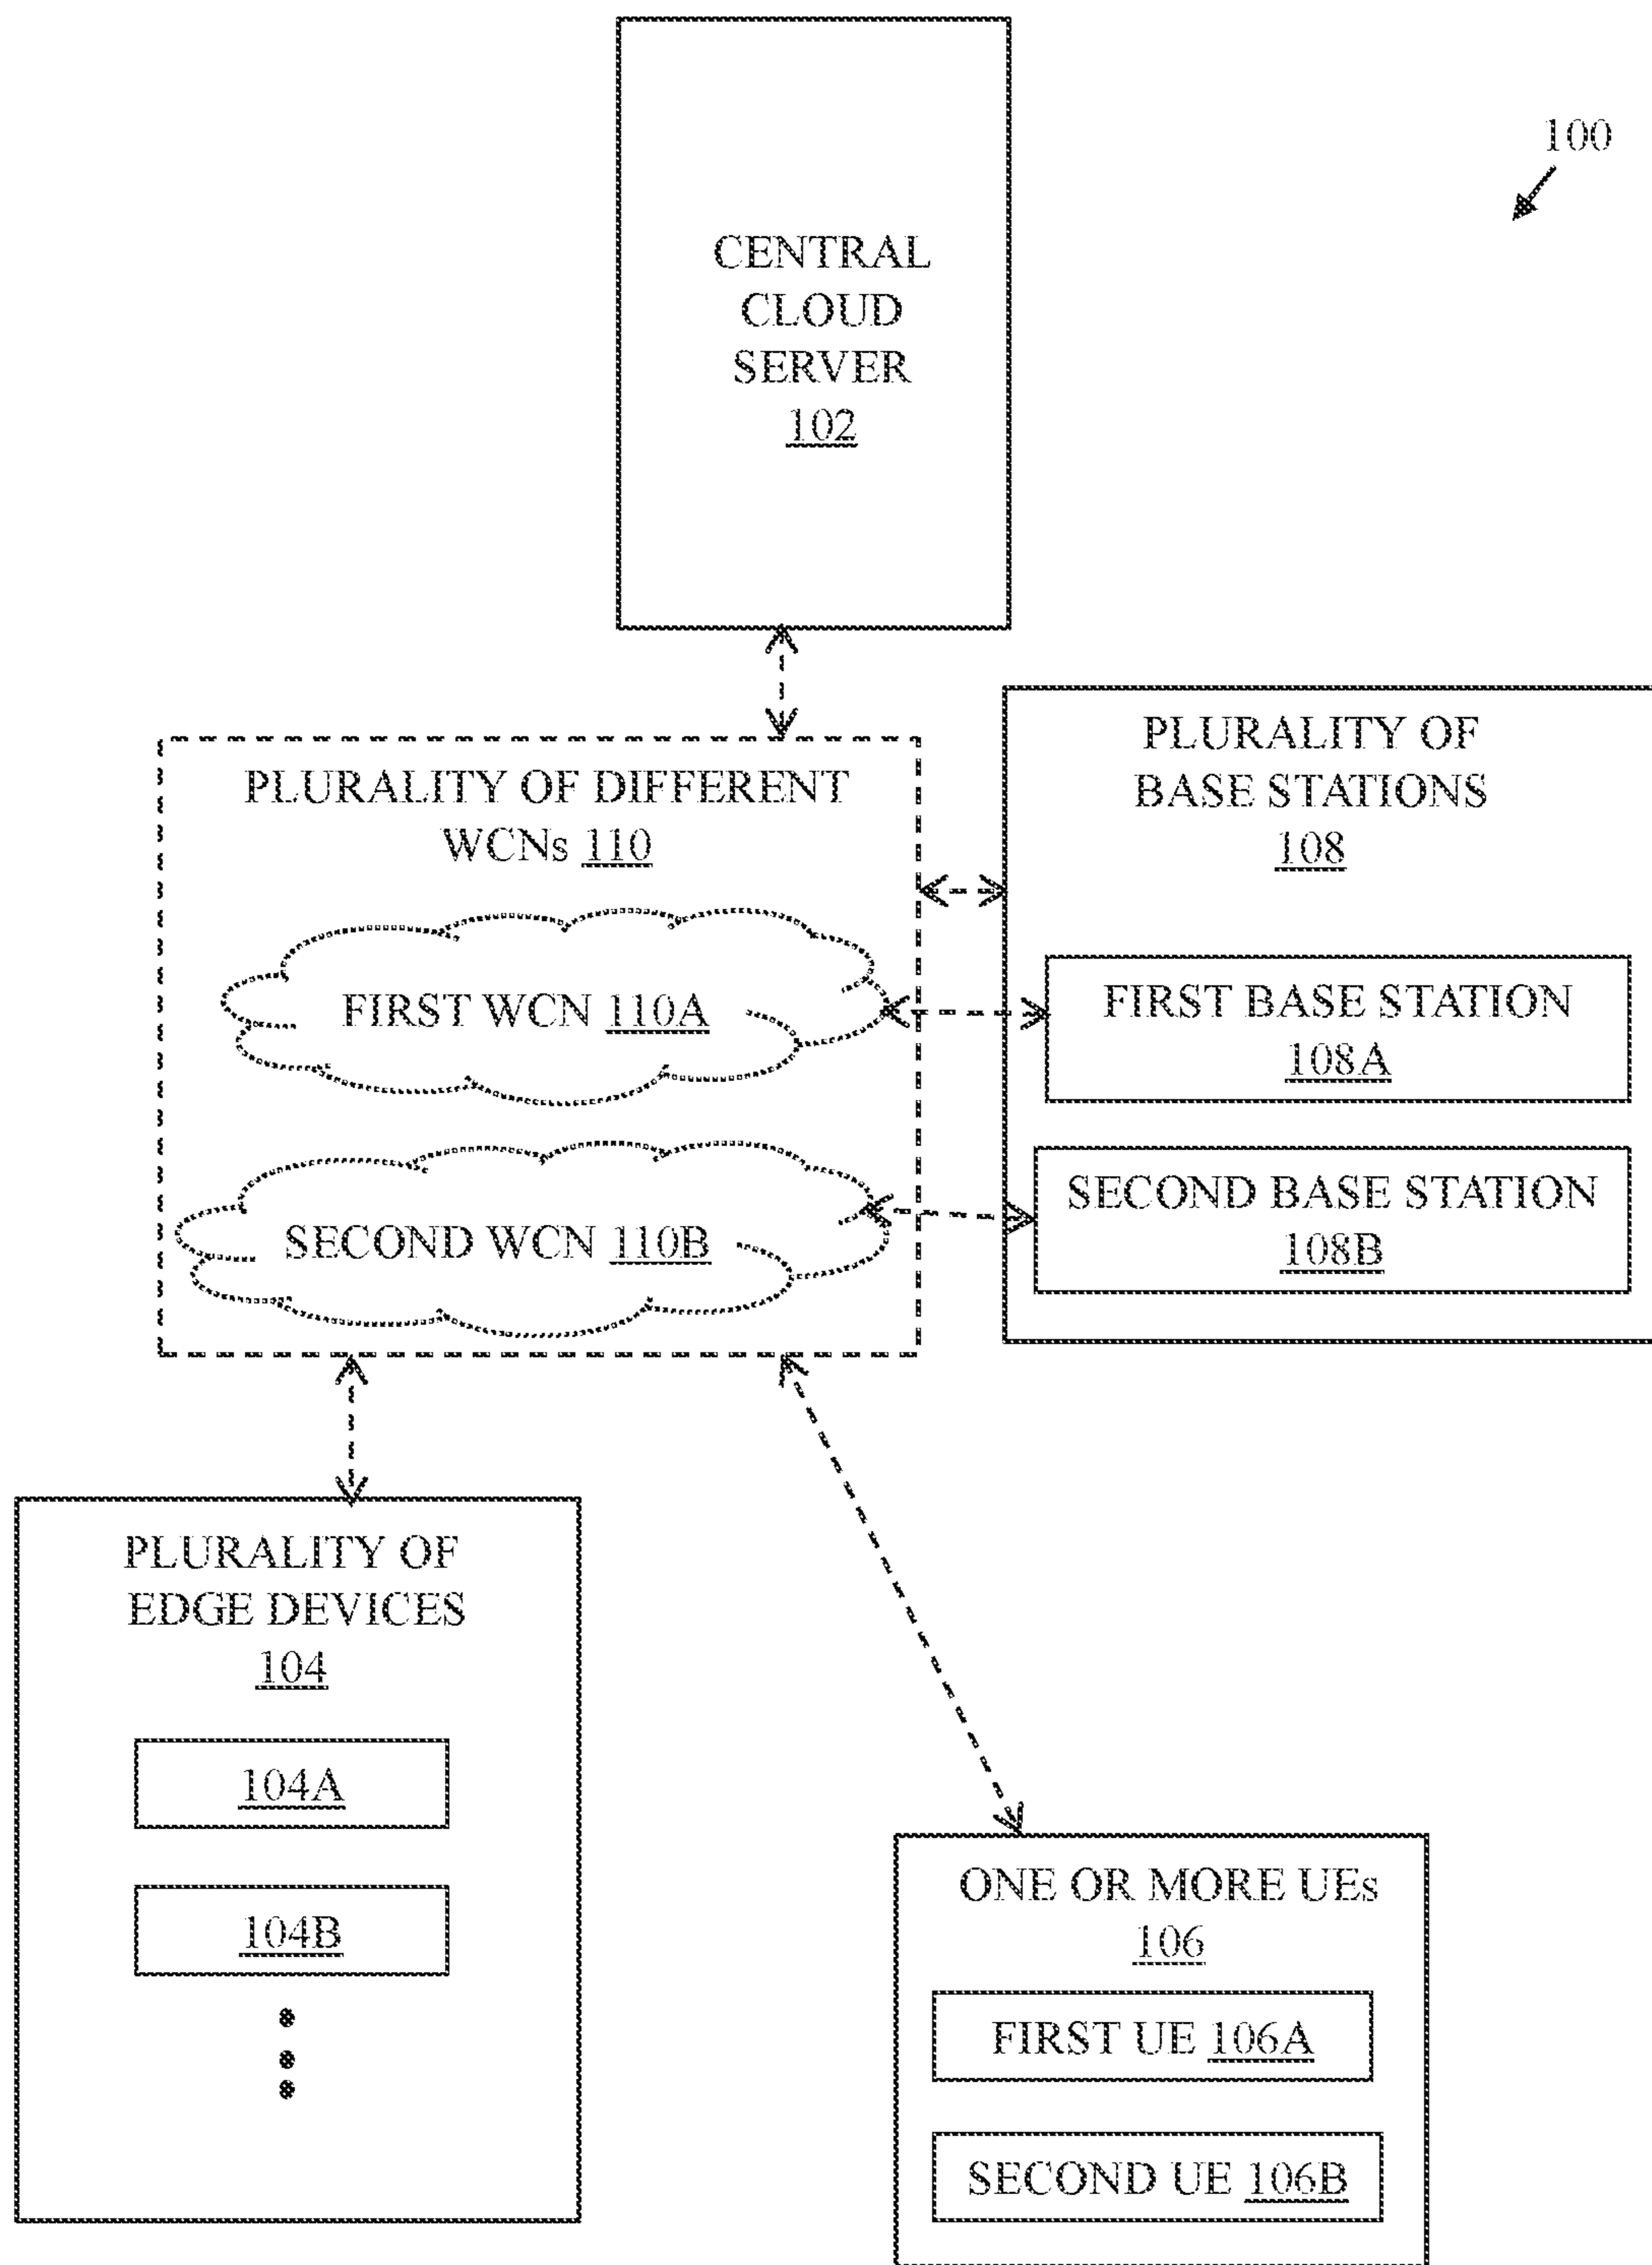 100
CENTRAL
CLOUD
SERVER
102
PLURALITY OF DIFFERENT
WCNs 110
FIRST WCN 110A
SECOND WCN 110B
PLURALITY OF
BASE STATIONS
108
FIRST BASE STATION
108A
SECOND BASE STATION
108B
PLURALITY OF
EDGE DEVICES
104
104A
104B
ONE OR MORE UEs
106
FIRST UE 106A
SECOND UE 106B